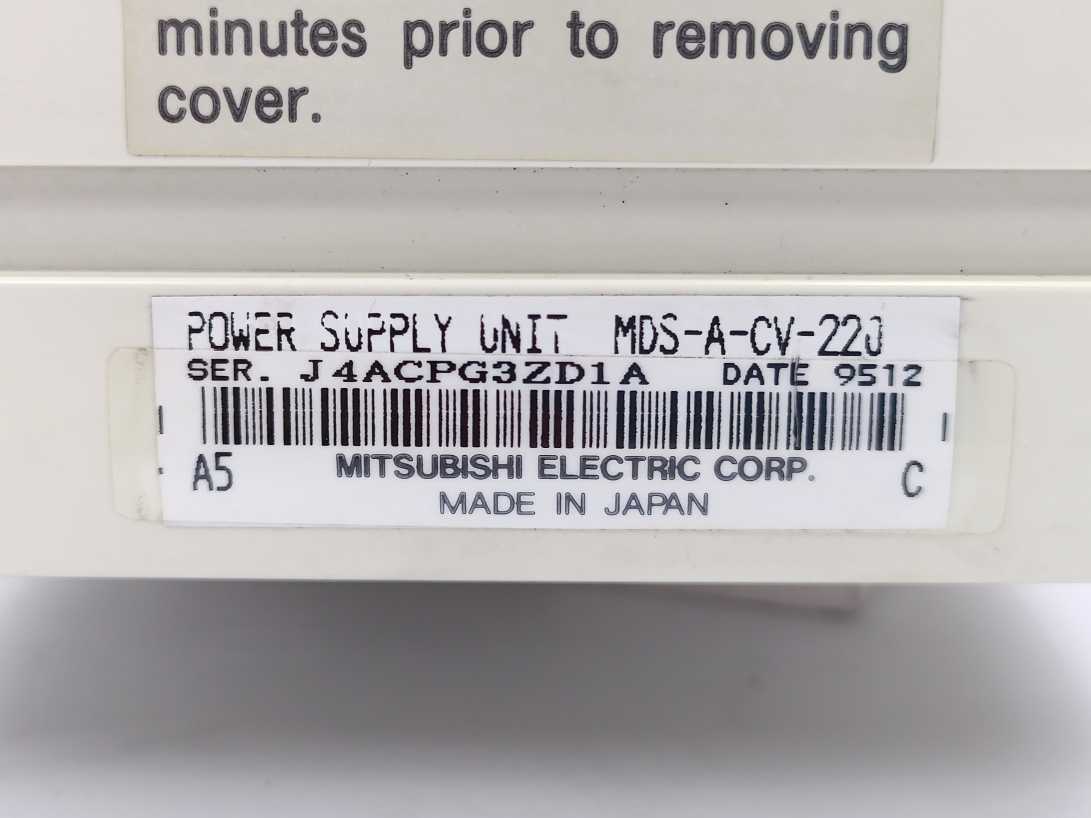 minutes prior to removing
cover.
POWER SUPPLY UNIT MDS-A-CV-220
SER. J4ACPG3ZD1A DATE 9512
A5 MITSUBISHI ELECTRIC CORP. C
MADE IN JAPAN